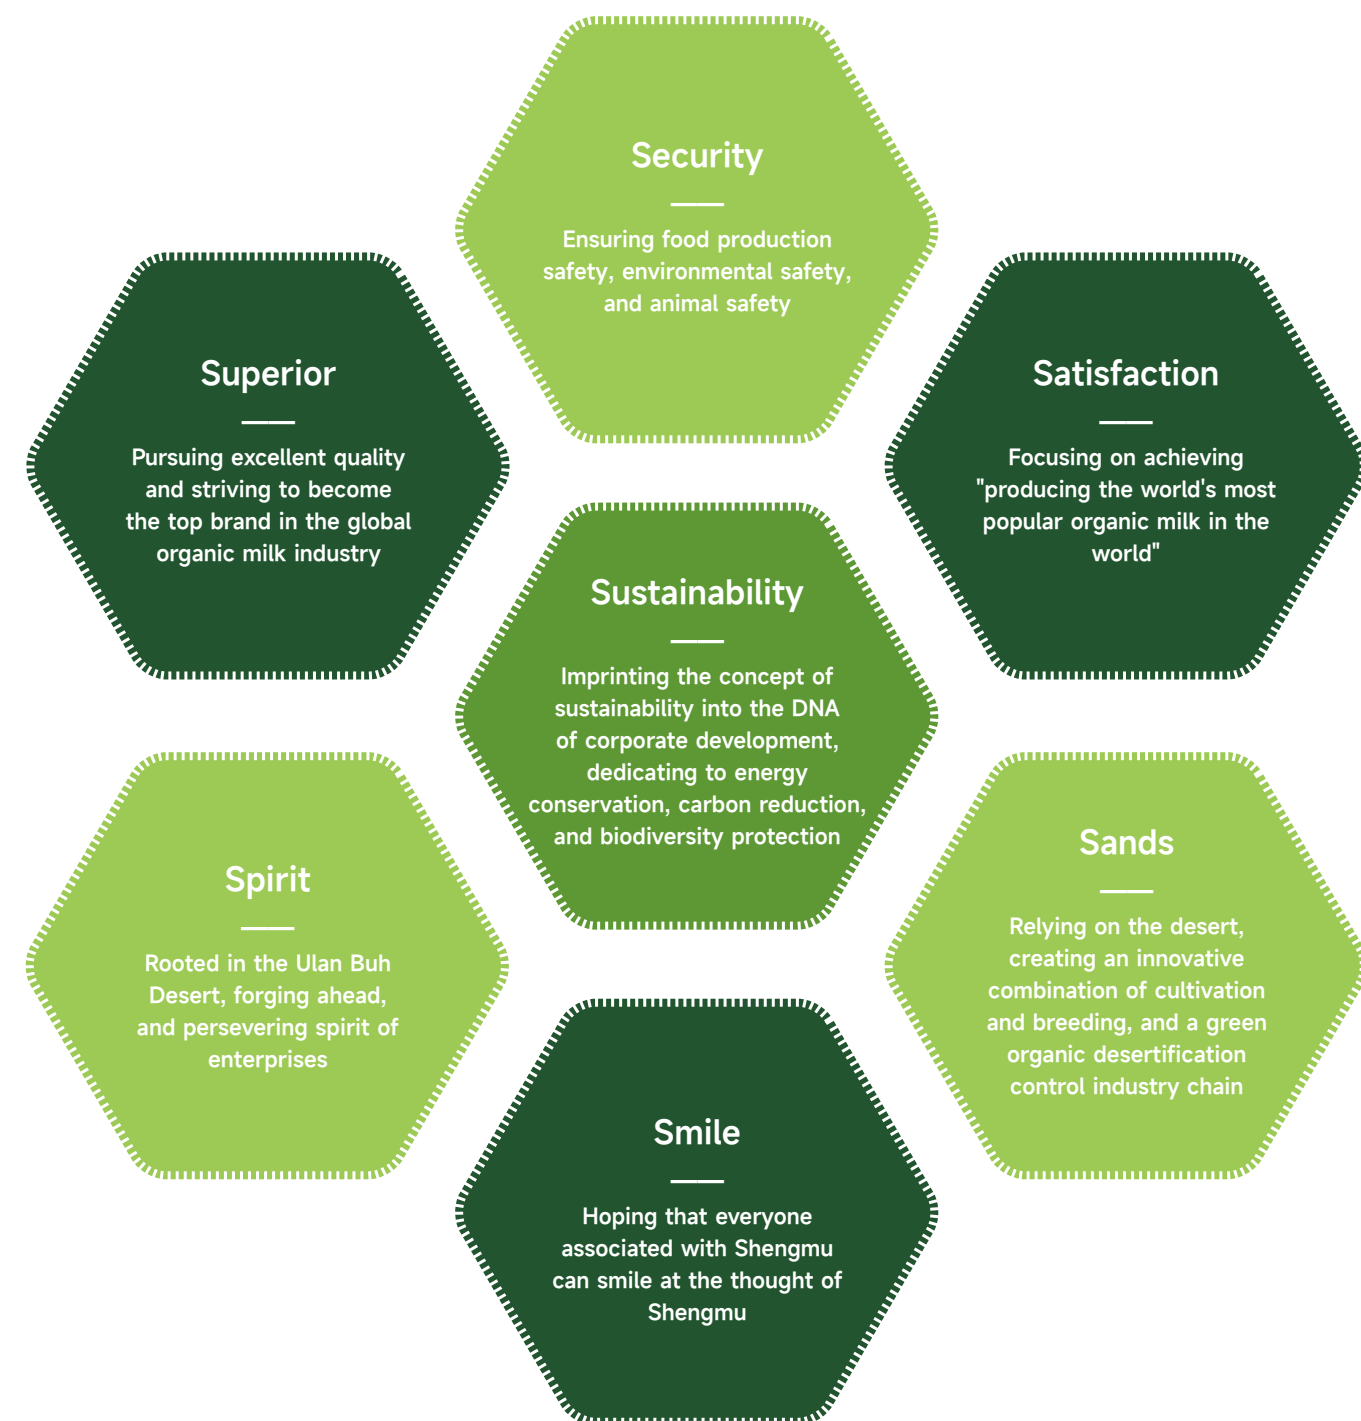 Security
Ensuring food production
safety, environmental safety,
and animal safety
Superior
Pursuing excellent quality
and striving to become
the top brand in the global
organic milk industry
Satisfaction
Focusing on achieving
"producing the world's most
popular organic milk in the
world"
Sustainability
Imprinting the concept of
sustainability into the DNA
of corporate development,
dedicating to energy
conservation, carbon reduction,
and biodiversity protection
Spirit
Rooted in the Ulan Buh
Desert, forging ahead,
and persevering spirit of
enterprises
Sands
Relying on the desert,
creating an innovative
combination of cultivation
and breeding, and a green
organic desertification
control industry chain
Smile
Hoping that everyone
associated with Shengmu
can smile at the thought of
Shengmu